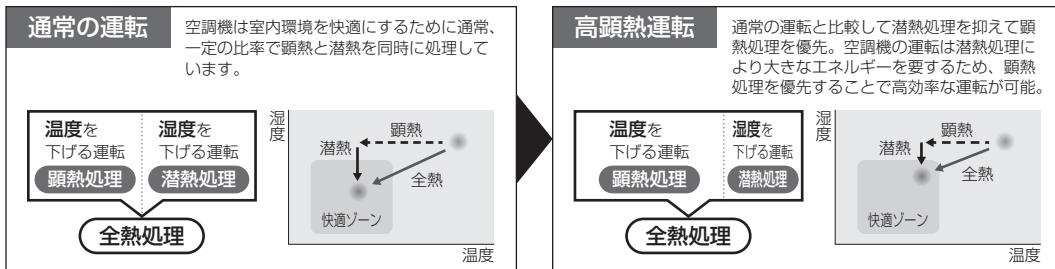 通常の運転
空調機は室内環境を快適にするために通常、
一定の比率で顕熱と潜熱を同時に処理して
います。
温度を
下げる運転
顕熱処理
湿度を
下げる運転
潜熱処理
全熱処理
湿度
顕熱
潜熱
全熱
快適ゾーン
温度
高顕熱運転
通常の運転と比較して潜熱処理を抑えて顕
熱処理を優先。空調機の運転は潜熱処理に
より大きなエネルギーを要するため、顕熱
処理を優先することで高効率な運転が可能。
温度を
下げる運転
顕熱処理
湿度を
下げる運転
潜熱処理
全熱処理
湿度
顕熱
潜熱
全熱
快適ゾーン
温度